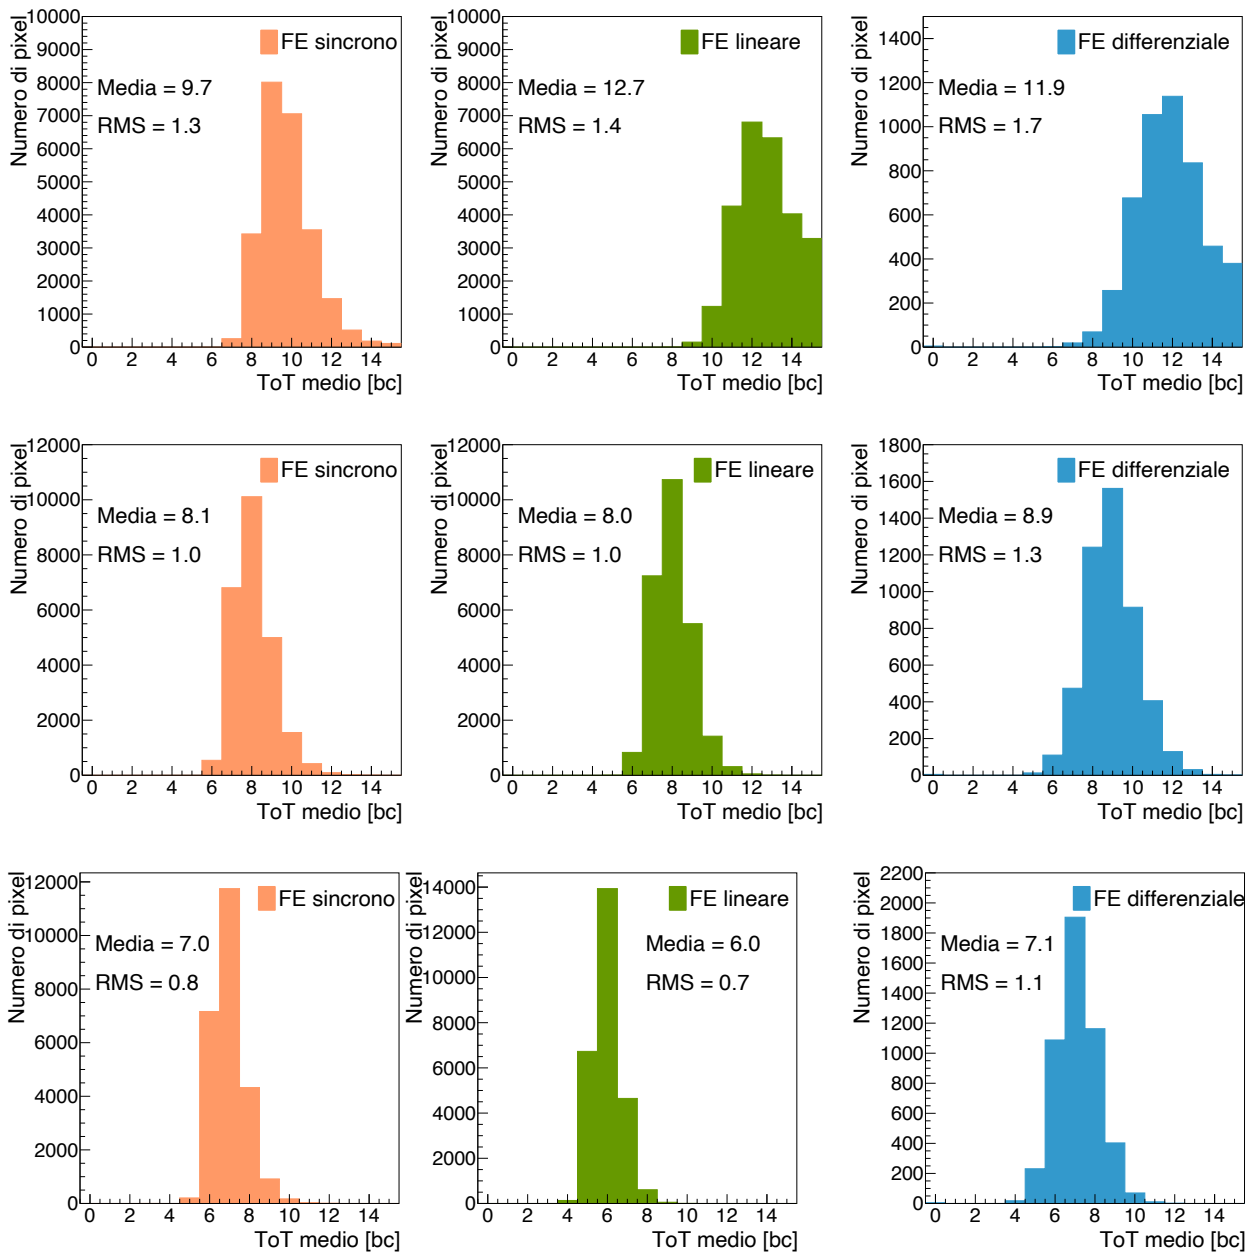 Numero di pixel
10000
9000
8000
7000
6000
5000
4000
3000
2000
1000
0
FE sincrono
Media = 9.7
RMS = 1.3
0 2 4 6 8 10 12 14
ToT medio [bc]
Numero di pixel
10000
9000
8000
7000
6000
5000
4000
3000
2000
1000
0
FE lineare
Media = 12.7
RMS = 1.4
0 2 4 6 8 10 12 14
ToT medio [bc]
Numero di pixel
1400
1200
1000
800
600
400
200
0
FE differenziale
Media = 11.9
RMS = 1.7
0 2 4 6 8 10 12 14
ToT medio [bc]
Numero di pixel
12000
10000
8000
6000
4000
2000
0
FE sincrono
Media = 8.1
RMS = 1.0
0 2 4 6 8 10 12 14
ToT medio [bc]
Numero di pixel
12000
10000
8000
6000
4000
2000
0
FE lineare
Media = 8.0
RMS = 1.0
0 2 4 6 8 10 12 14
ToT medio [bc]
Numero di pixel
1800
1600
1400
1200
1000
800
600
400
200
0
FE differenziale
Media = 8.9
RMS = 1.3
0 2 4 6 8 10 12 14
ToT medio [bc]
Numero di pixel
12000
10000
8000
6000
4000
2000
0
FE sincrono
Media = 7.0
RMS = 0.8
0 2 4 6 8 10 12 14
ToT medio [bc]
Numero di pixel
14000
12000
10000
8000
6000
4000
2000
0
FE lineare
Media = 6.0
RMS = 0.7
0 2 4 6 8 10 12 14
ToT medio [bc]
Numero di pixel
2200
2000
1800
1600
1400
1200
1000
800
600
400
200
0
FE differenziale
Media = 7.1
RMS = 1.1
0 2 4 6 8 10 12 14
ToT medio [bc]